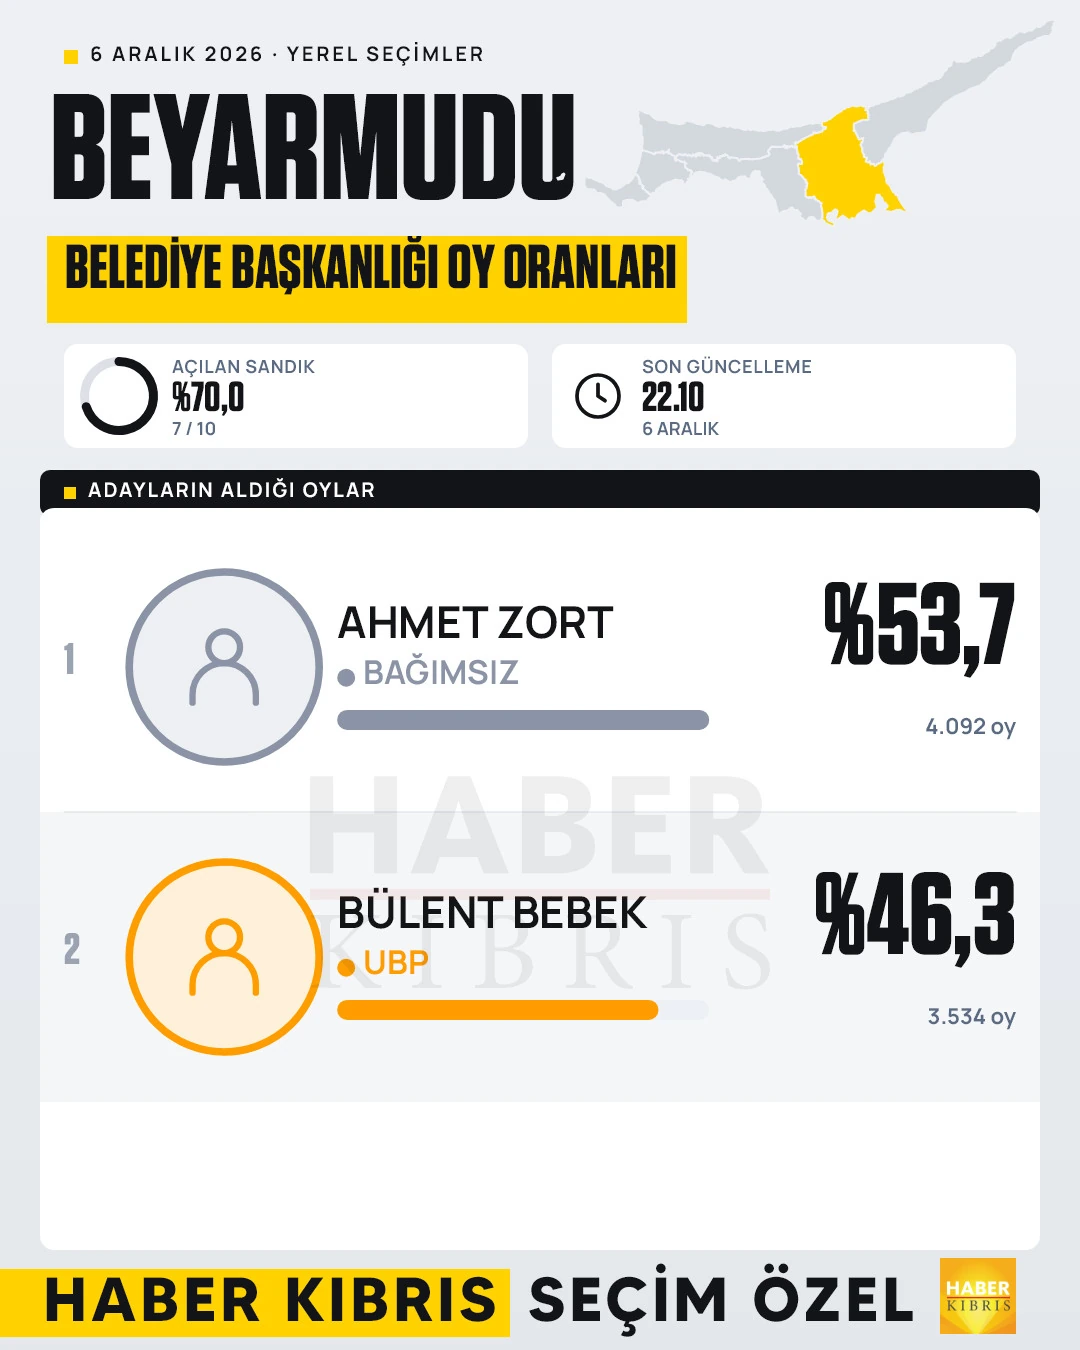 6 ARALIK 2026 · YEREL SEÇİMLER
BEYARMUDU
BELEDİYE BAŞKANLIĞI OY ORANLARI
AÇILAN SANDIK
%70,0
7 / 10
SON GÜNCELLEME
22.10
6 ARALIK
ADAYLARIN ALDIĞI OYLAR
1
AHMET ZORT
BAĞIMSIZ
%53,7
4.092 oy
HABER
KIBRIS
2
BÜLENT BEBEK
UBP
%46,3
3.534 oy
HABER KIBRIS SEÇİM ÖZEL
HABER
KIBRIS